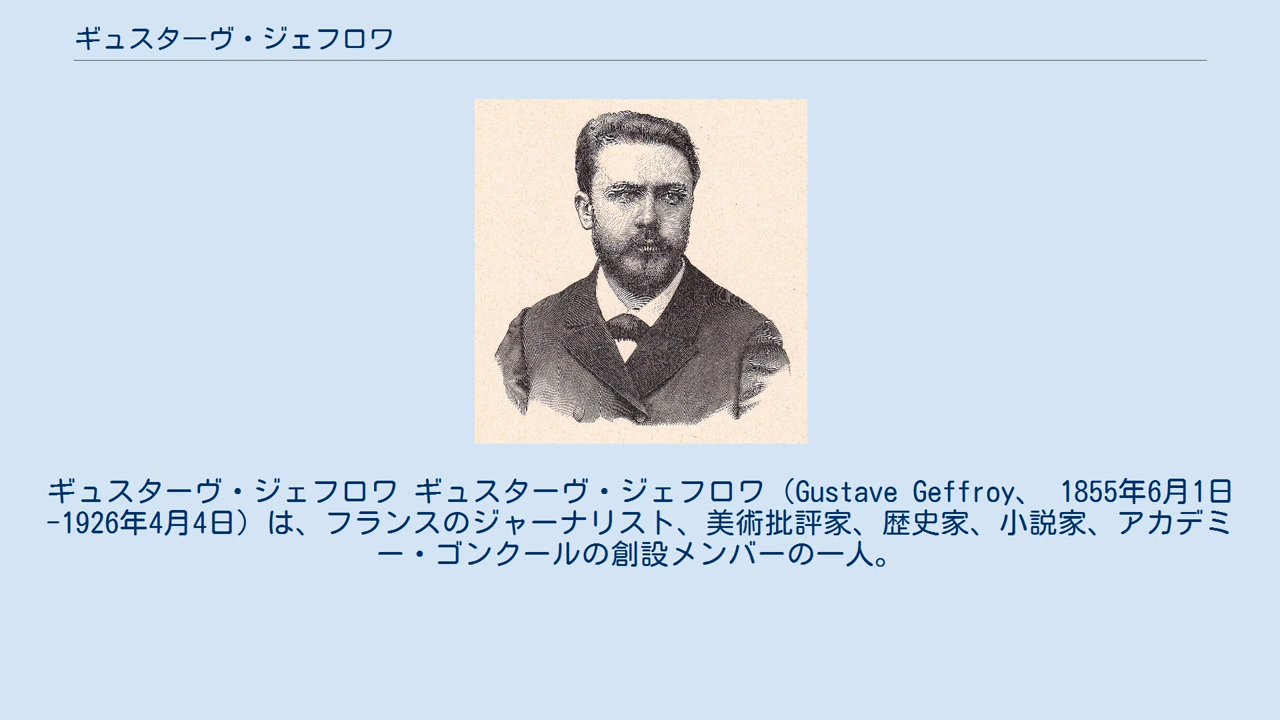 ギュスターヴ・ジェフロワ
ギュスターヴ・ジェフロワ ギュスターヴ・ジェフロワ（Gustave Geffroy、 1855年6月1日
-1926年4月4日）は、フランスのジャーナリスト、美術批評家、歴史家、小説家、アカデミ
ー・ゴンクールの創設メンバーの一人。